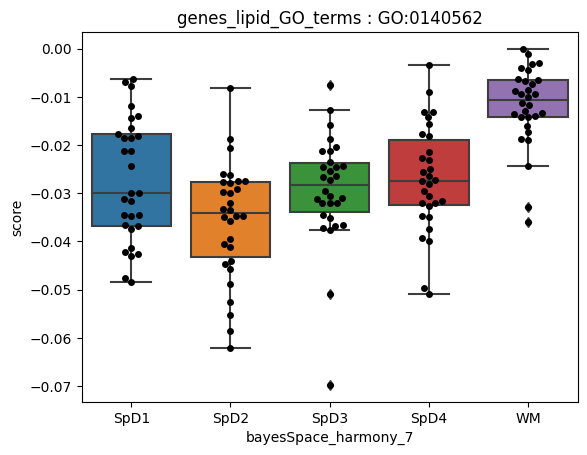 genes_lipid_GO_terms : GO:0140562
0.00
−0.01
−0.02
−0.03
−0.04
−0.05
−0.06
−0.07
score
SpD1 SpD2 SpD3 SpD4 WM
bayesSpace_harmony_7